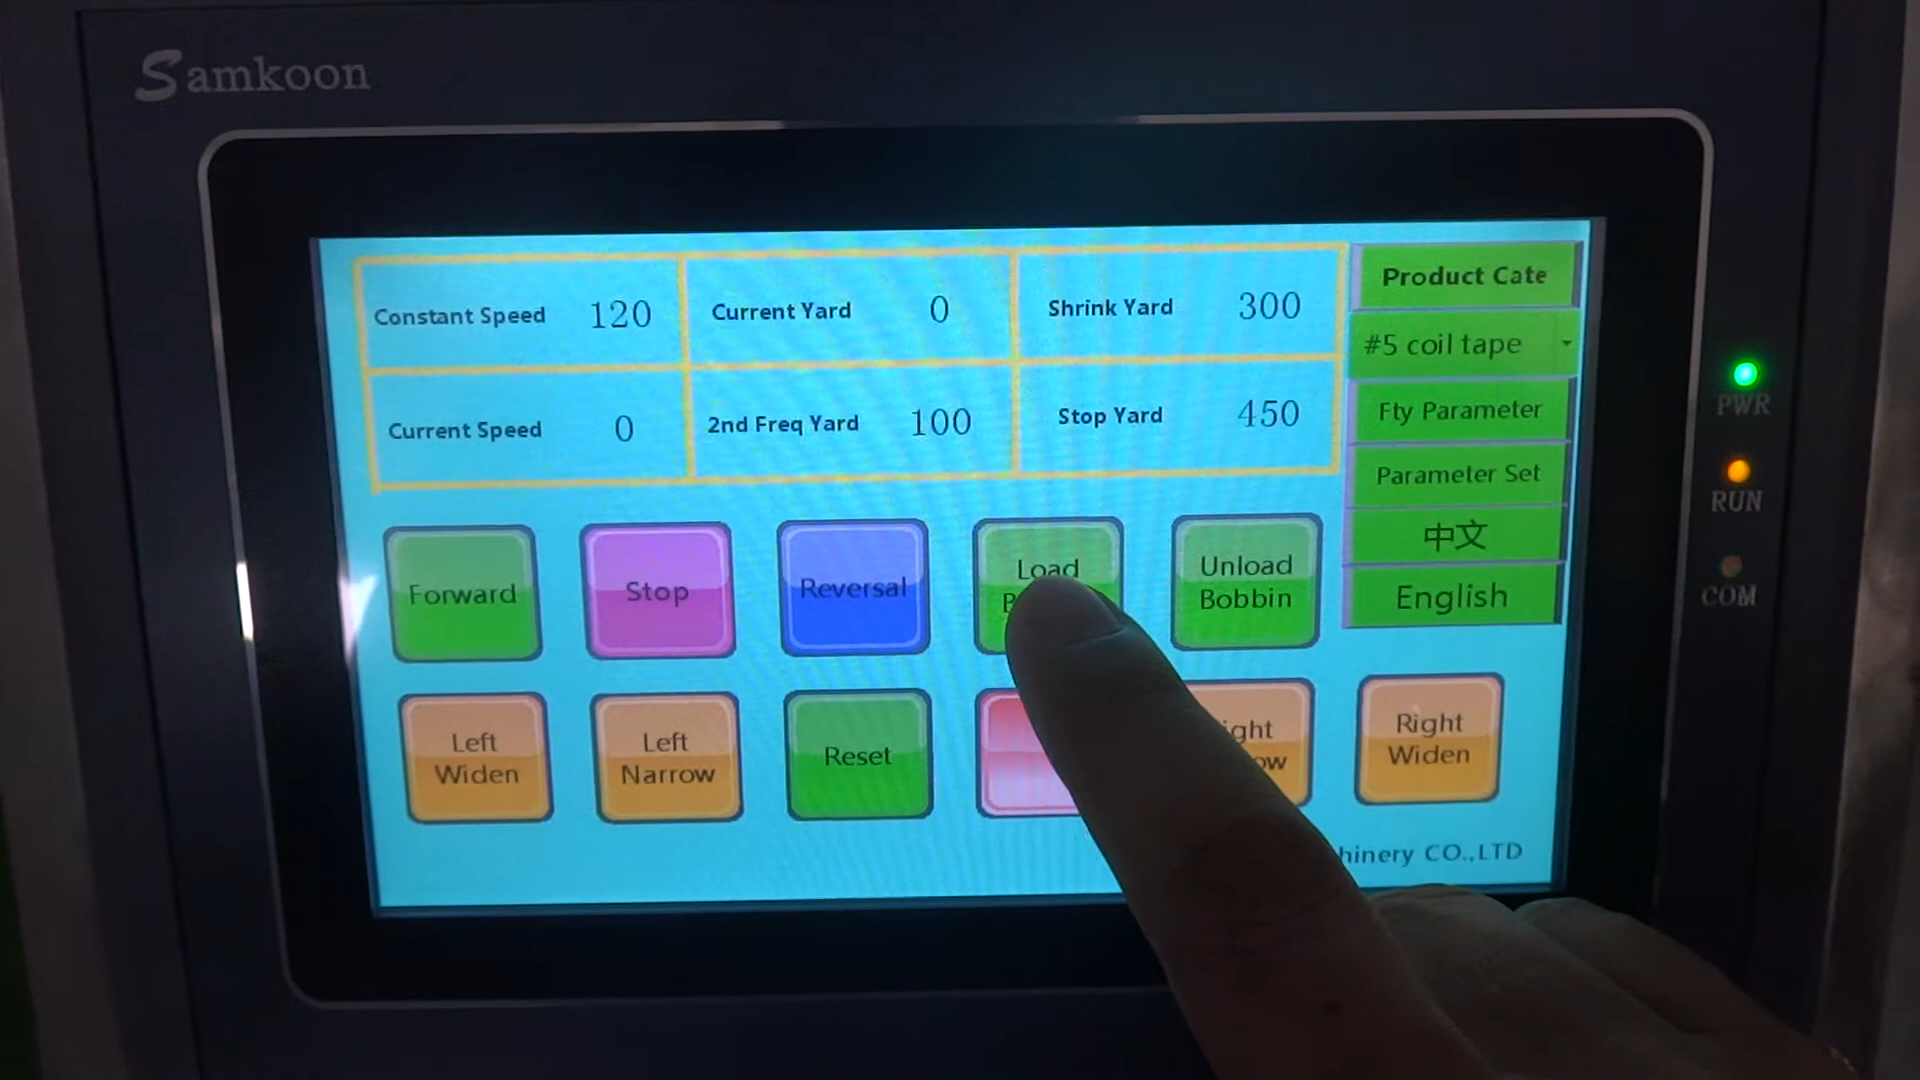 Samkoon
Constant Speed 120
Current Yard 0
Shrink Yard 300
Current Speed 0
2nd Freq Yard 100
Stop Yard 450
Product Cate
#5 coil tape
Fty Parameter
Parameter Set
中文
English
Forward
Stop
Reversal
Load
Unload
Bobbin
Left
Widen
Left
Narrow
Reset
Right
Widen
CO.,LTD
PWR
RUN
COM